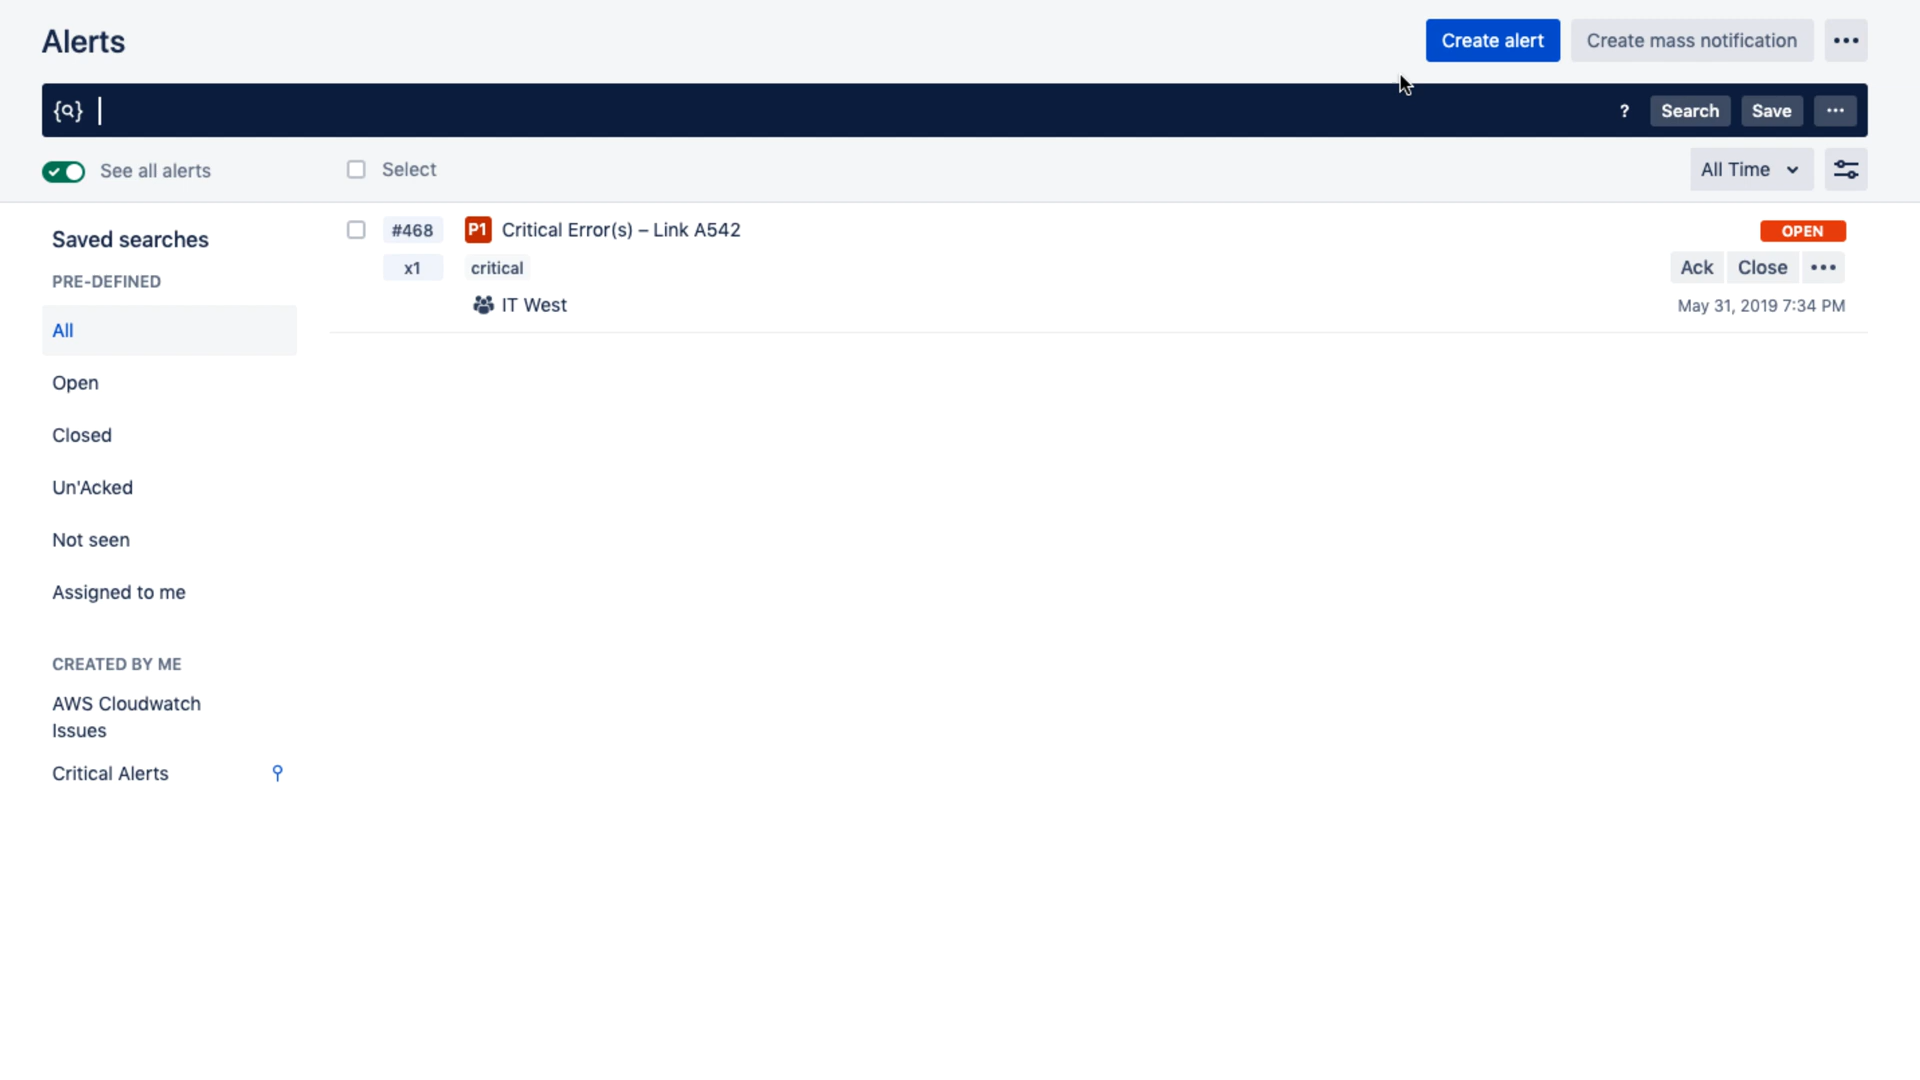 Alerts
Create alert
Create mass notification
?
Search
Save
See all alerts
Select
All Time
Saved searches
PRE-DEFINED
All
Open
Closed
Un'Acked
Not seen
Assigned to me
CREATED BY ME
AWS Cloudwatch
Issues
Critical Alerts
#468
P1
Critical Error(s) – Link A542
OPEN
x1
critical
Ack
Close
IT West
May 31, 2019 7:34 PM